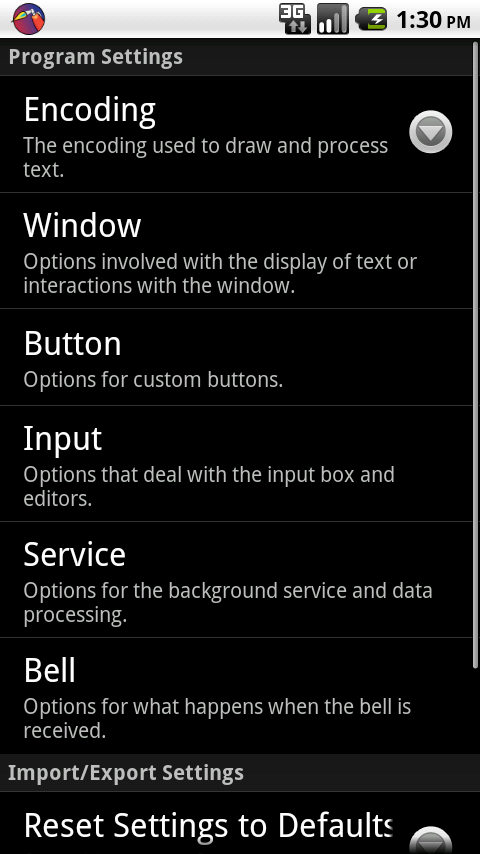 3G 1:30 PM
Program Settings
Encoding
The encoding used to draw and process
text.
Window
Options involved with the display of text or
interactions with the window.
Button
Options for custom buttons.
Input
Options that deal with the input box and
editors.
Service
Options for the background service and data
processing.
Bell
Options for what happens when the bell is
received.
Import/Export Settings
Reset Settings to Defaults